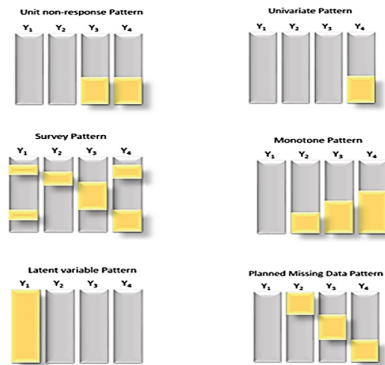 Unit non-response Pattern
Y₁ Y₂ Y₃ Y₄
Univariate Pattern
Y₁ Y₂ Y₃ Y₄
Survey Pattern
Y₁ Y₂ Y₃ Y₄
Monotone Pattern
Y₁ Y₂ Y₃ Y₄
Latent variable Pattern
Y₁ Y₂ Y₃ Y₄
Planned Missing Data Pattern
Y₁ Y₂ Y₃ Y₄